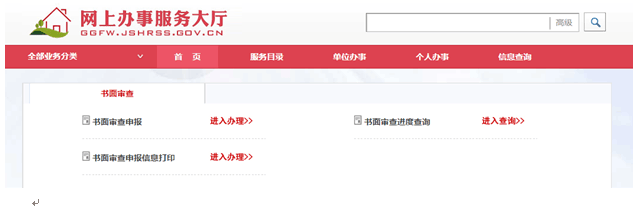 网上办事服务大厅
GGFW.JSHRSS.GOV.CN
高级
全部业务分类
首 页
服务目录
单位办事
个人办事
信息查询
书面审查
书面审查申报 进入办理>>
书面审查进度查询 进入查询>>
书面审查申报信息打印 进入办理>>